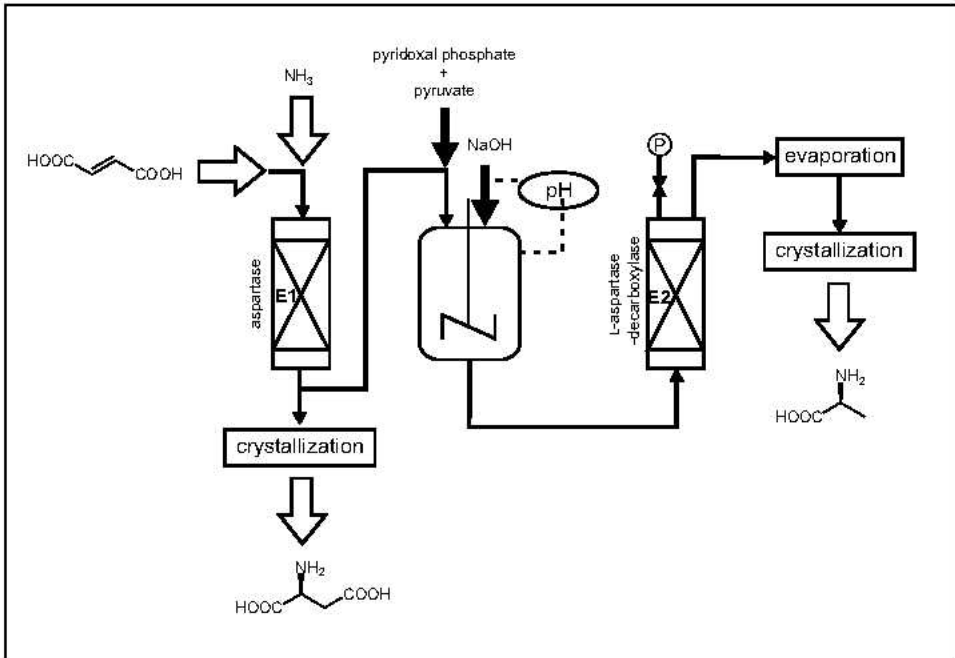 pyridoxal phosphate
+
pyruvate
NH₃
NaOH
P
HOOC
COOH
pH
evaporation
aspartase
E1
L-aspartase
-decarboxylase
E2
crystallization
NH₂
HOOC
crystallization
NH₂
HOOC
COOH